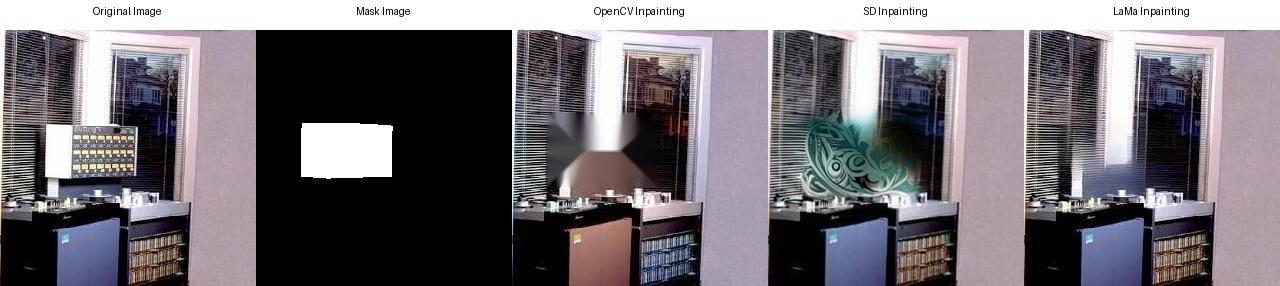 Original Image
Mask Image
OpenCV Inpainting
SD Inpainting
LaMa Inpainting